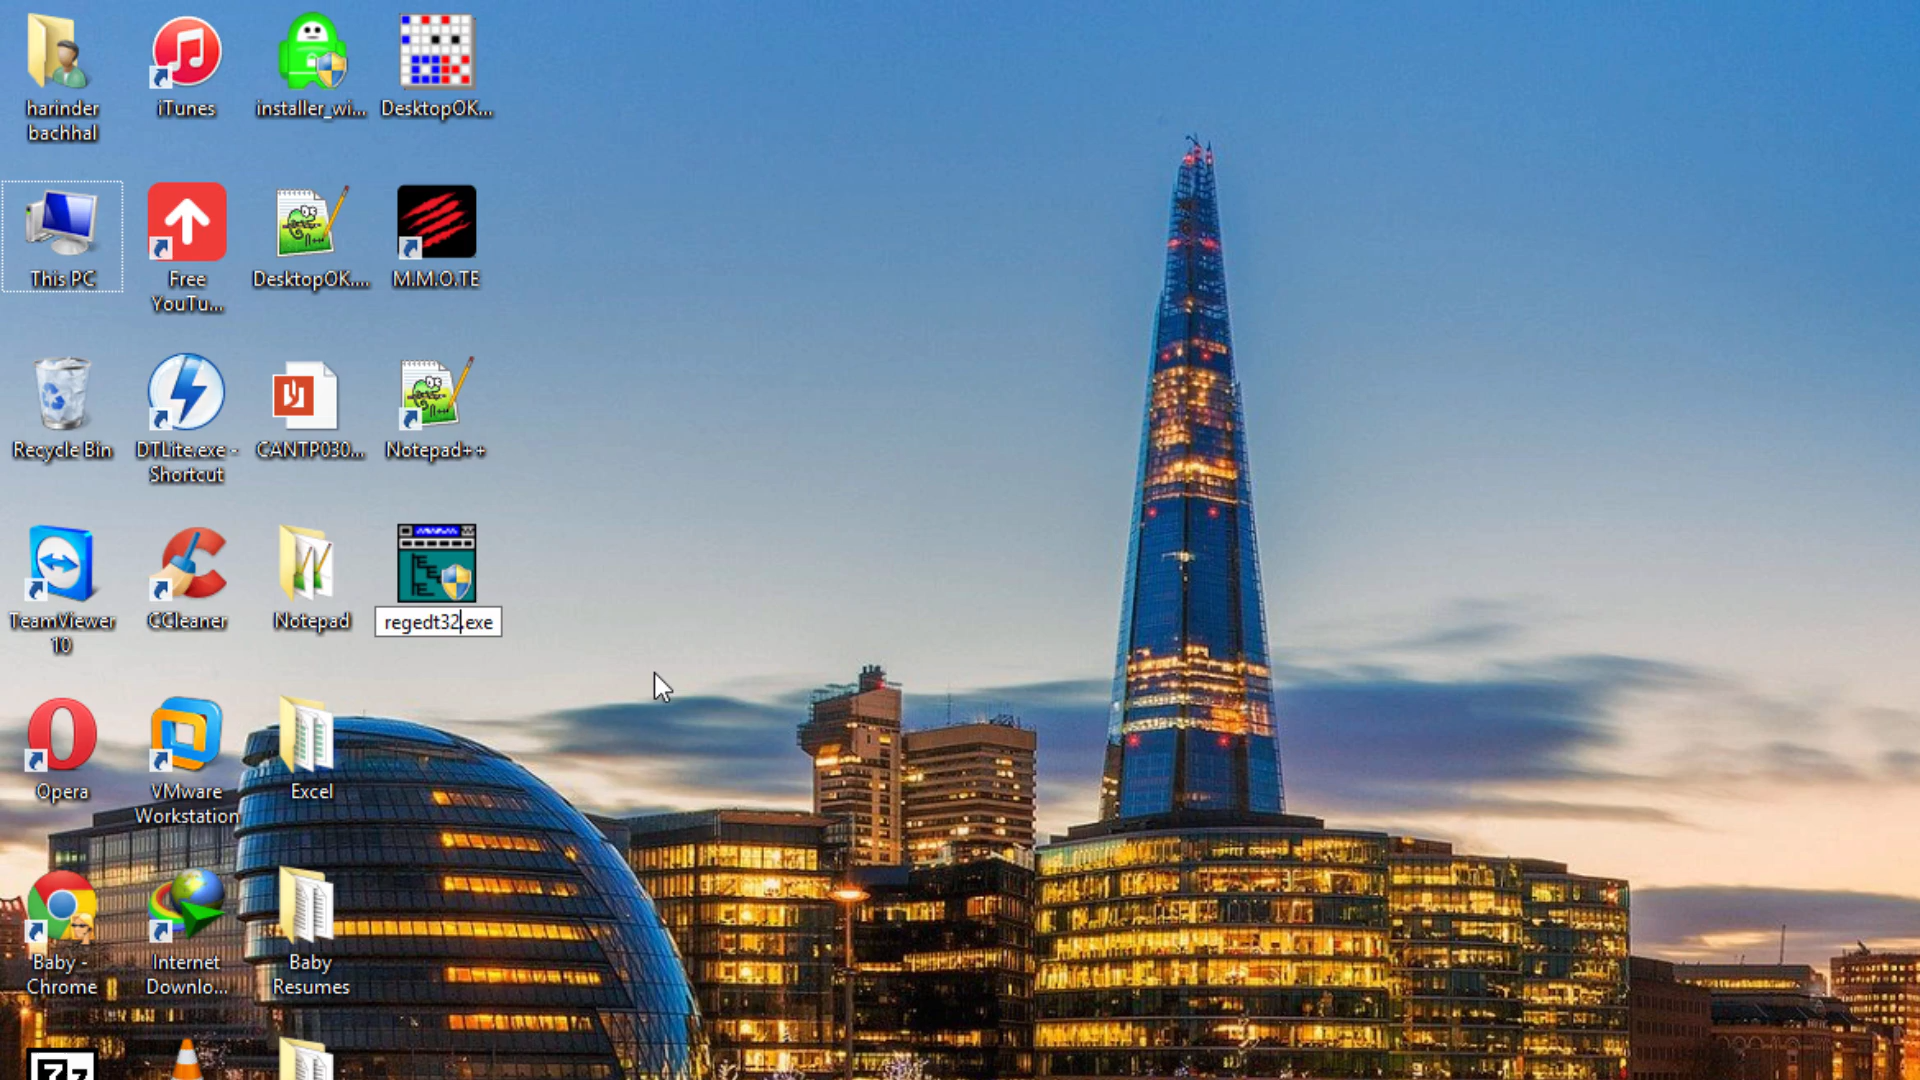 harinder
bachhal
iTunes
installer_wi...
DesktopOK...
This PC
Free
YouTu...
DesktopOK....
M.M.O.TE
Recycle Bin
DTLite.exe -
Shortcut
CANTP030...
Notepad++
TeamViewer
10
CCleaner
Notepad
regedt32.exe
Opera
VMware
Workstation
Excel
Baby -
Chrome
Internet
Downlo...
Baby
Resumes
7z